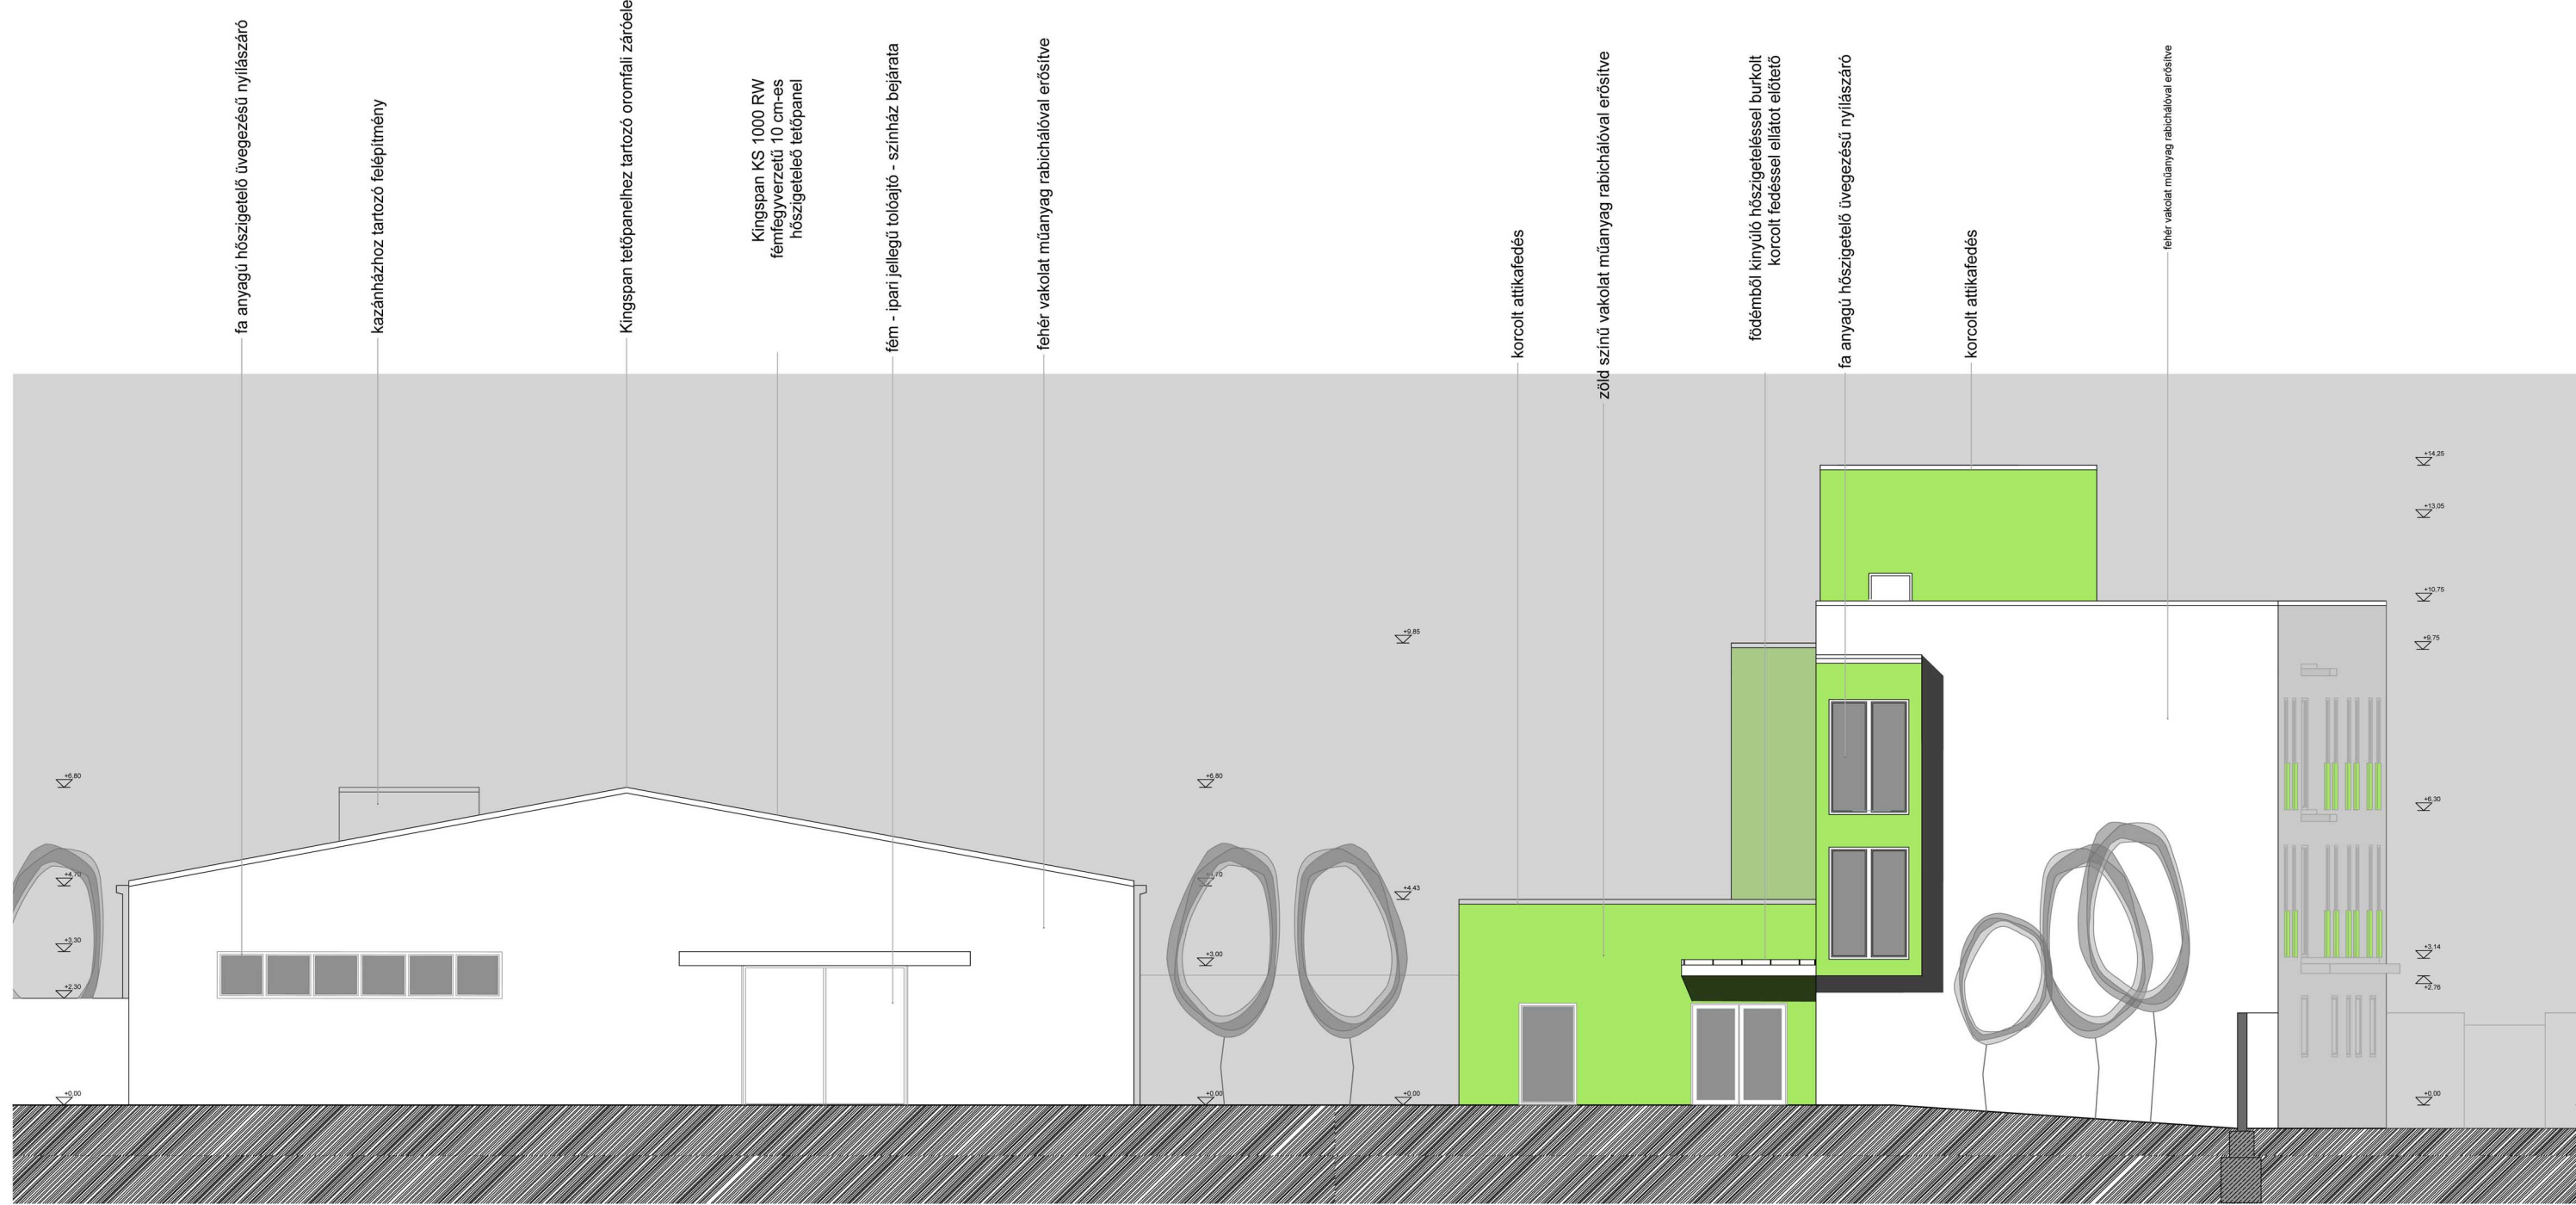 fa anyagú hőszigetelő üvegezésű nyílászáró
kazánházhoz tartozó felépítmény
Kingspan tetőpanelhez tartozó oromfali záróele
Kingspan KS 1000 RW
fémfegyverzetű 10 cm-es
hőszigeteleő tetőpanel
fém - ipari jellegű tolóajtó - színház bejárata
fehér vakolat műanyag rabichálóval erősítve
korcolt attikafedés
zöld színű vakolat műanyag rabichálóval erősítve
födémből kinyúló hőszigeteléssel burkolt
korcolt fedéssel ellátot előtető
fa anyagú hőszigetelő üvegezésű nyílászáró
korcolt attikafedés
fehér vakolat műanyag rabichálóval erősítve
+6.80
+4.70
+3.30
+2.30
+0.00
+6.80
+4.70
+3.00
+0.00
+9.85
+4.43
+0.00
+14.25
+13.05
+10.75
+9.75
+6.30
+3.14
+2.76
+0.00